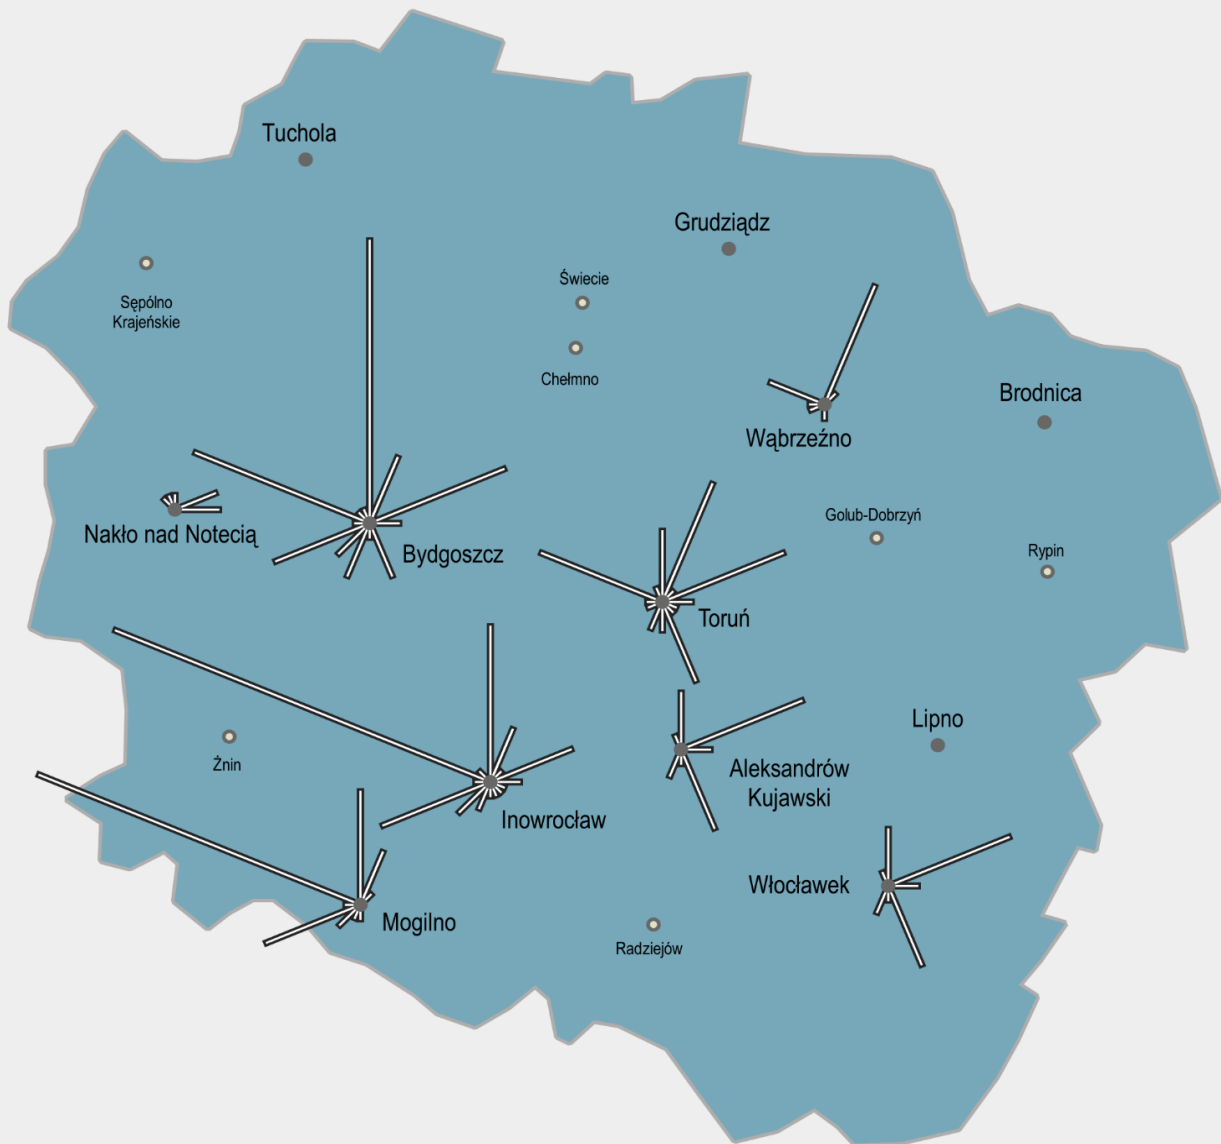 Tuchola
Grudziądz
Świecie
Sępólno
Krajeńskie
Chełmno
Brodnica
Wąbrzeźno
Golub-Dobrzyń
Nakło nad Notecią
Bydgoszcz
Rypin
Toruń
Lipno
Żnin
Aleksandrów
Kujawski
Inowrocław
Włocławek
Mogilno
Radziejów